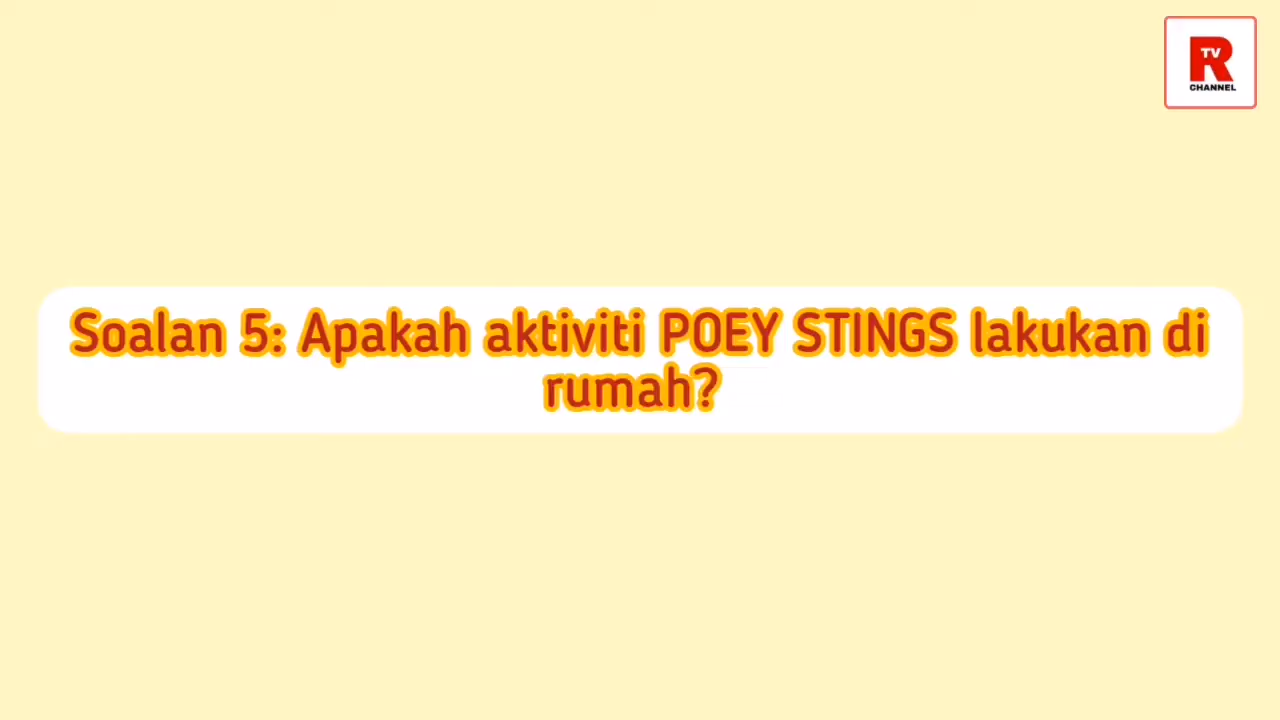 TV
R
CHANNEL
Soalan 5: Apakah aktiviti POEY STINGS lakukan di
rumah?